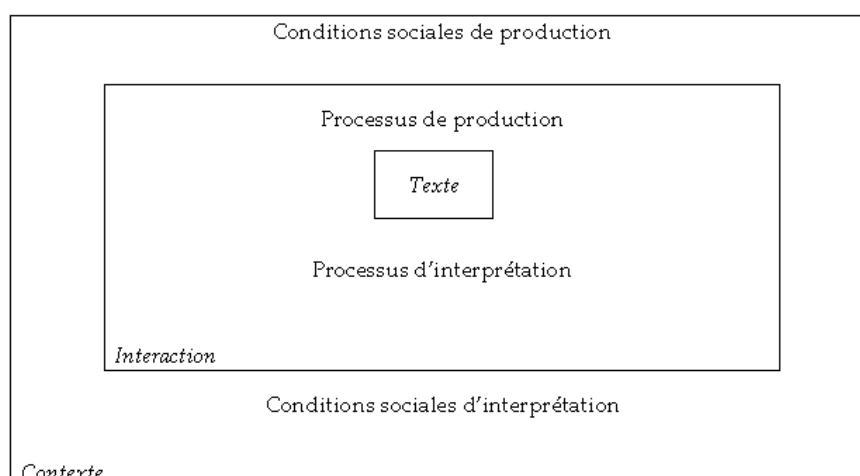 Conditions sociales de production
Processus de production
Texte
Processus d'interprétation
Interaction
Conditions sociales d'interprétation
Contexte